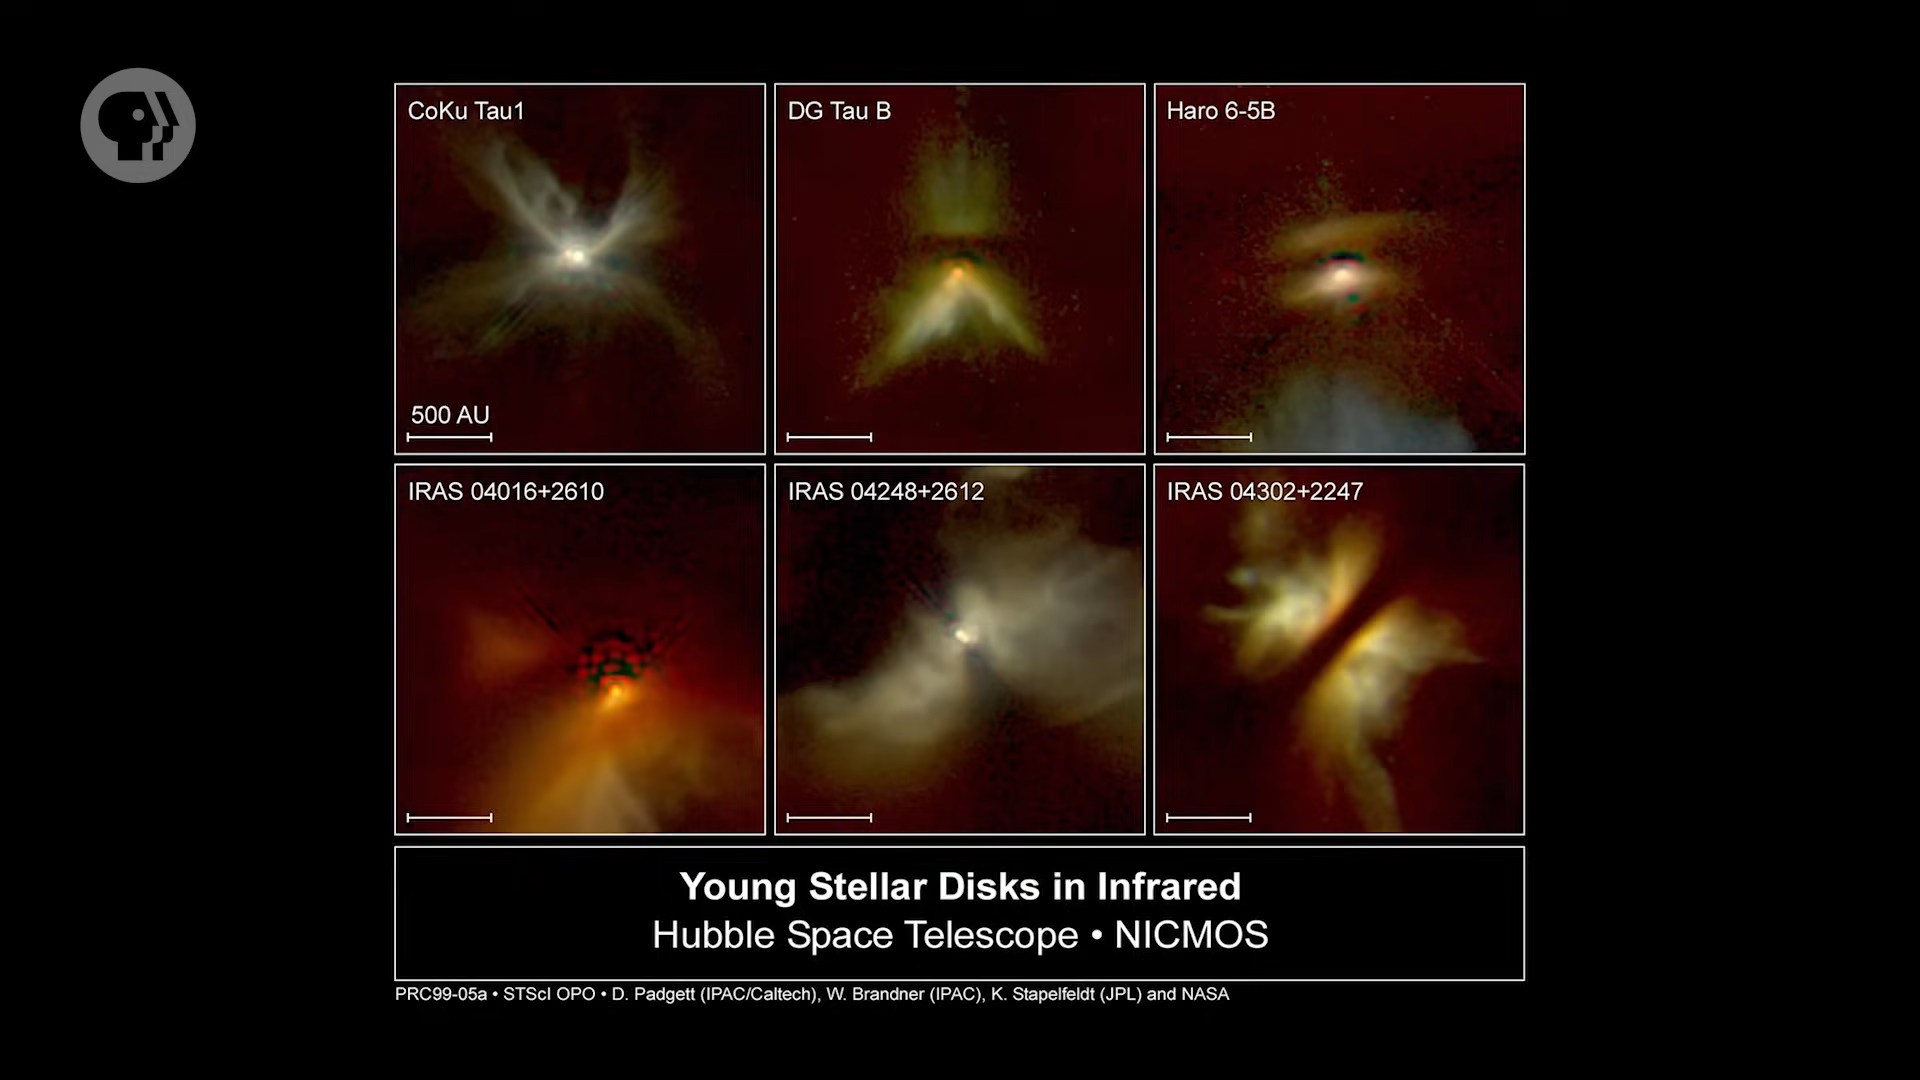 CoKu Tau1
DG Tau B
Haro 6-5B
500 AU
IRAS 04016+2610
IRAS 04248+2612
IRAS 04302+2247
Young Stellar Disks in Infrared
Hubble Space Telescope • NICMOS
PRC99-05a • STScI OPO • D. Padgett (IPAC/Caltech), W. Brandner (IPAC), K. Stapelfeldt (JPL) and NASA